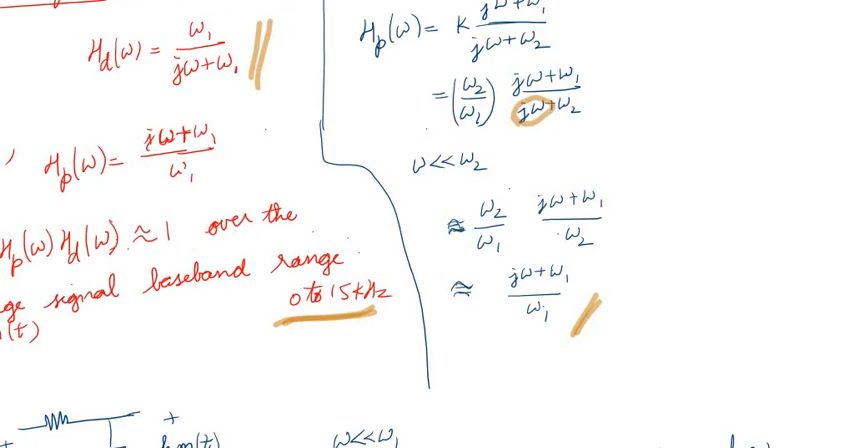 H_d(ω) = ω₁ / (jω+ω₁)
H_p(ω) = (jω+ω₁) / ω₁
H_p(ω) H_d(ω) ≈ 1 over the
signal baseband range
0 to 15 kHz
(t)
H_p(ω) = K (jω+ω₁) / (jω+ω₂)
= (ω₂/ω₁) (jω+ω₁) / (jω+ω₂)
ω << ω₂
≅ ω₂/ω₁ (jω+ω₁) / ω₂
≅ (jω+ω₁) / ω₁
+
ω << ω₁